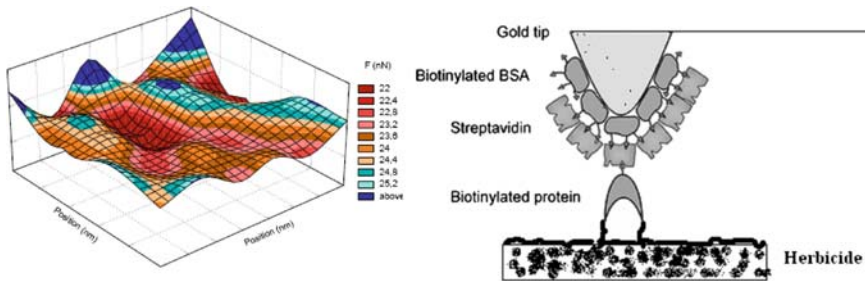 F (nN)
22
22,4
22,8
23,2
23,6
24
24,4
24,8
25,2
above
Position (nm)
Position (nm)
Gold tip
Biotinylated BSA
Streptavidin
Biotinylated protein
Herbicide